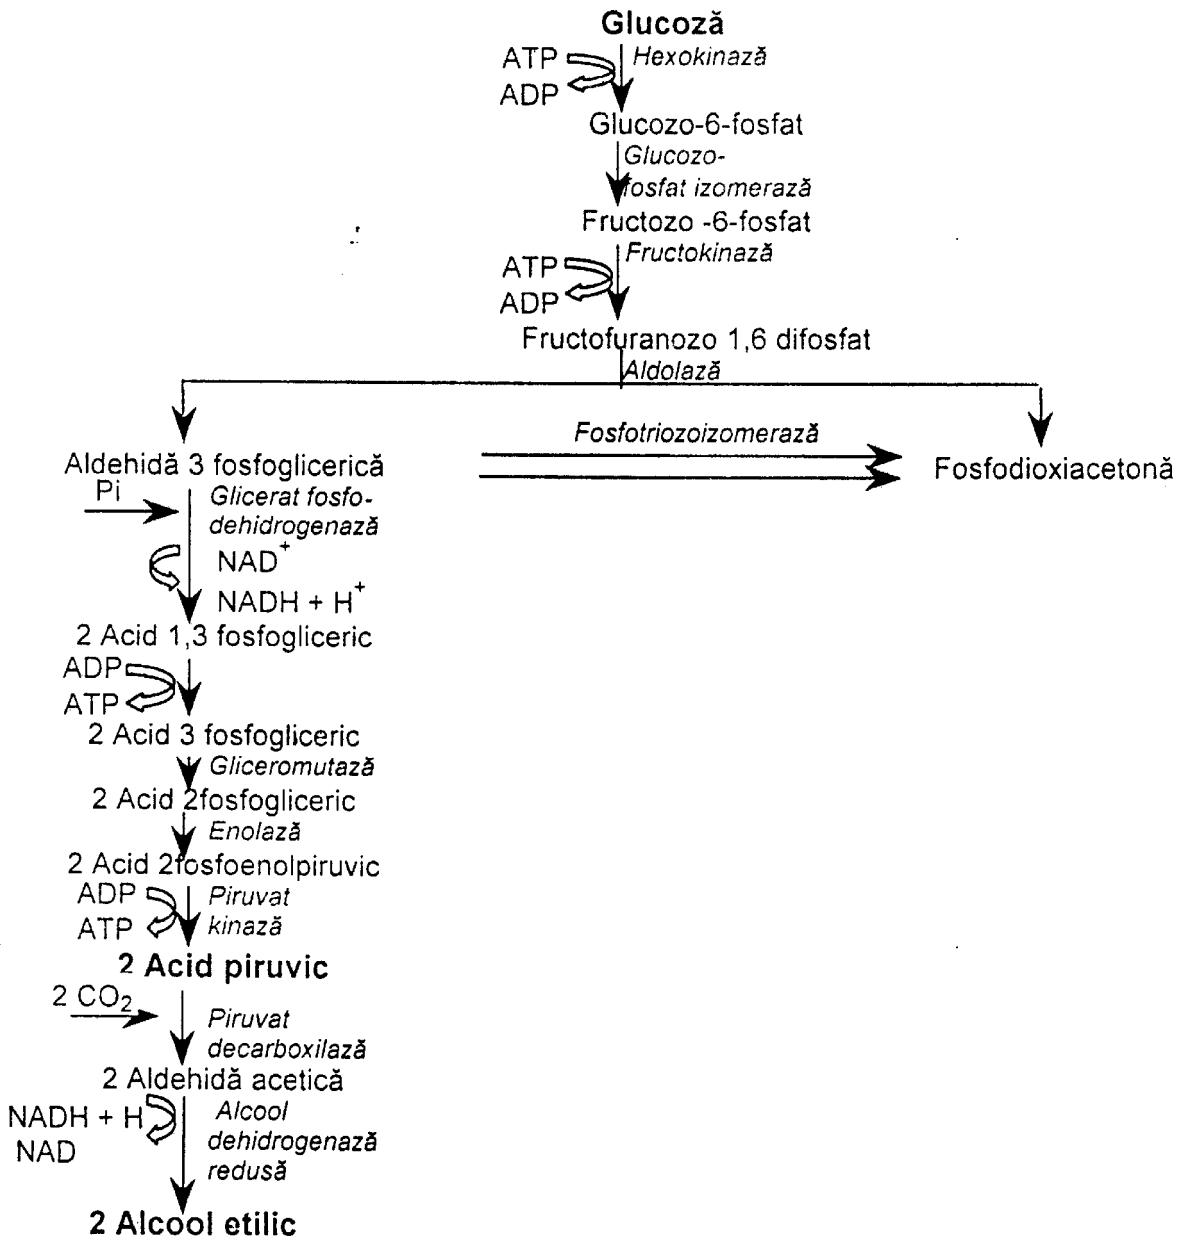 Glucoză
ATP
Hexokinază
ADP
Glucozo-6-fosfat
Glucozo-
fosfat izomerază
Fructozo -6-fosfat
Fructokinază
ATP
ADP
Fructofuranozo 1,6 difosfat
Aldolază
Fosfotriozoizomerază
Aldehidă 3 fosfoglicerică
Fosfodioxiacetonă
Pi
Glicerat fosfo-
dehidrogenază
NAD+
NADH + H+
2 Acid 1,3 fosfogliceric
ADP
ATP
2 Acid 3 fosfogliceric
Gliceromutază
2 Acid 2fosfogliceric
Enolază
2 Acid 2fosfoenolpiruvic
ADP
Piruvat
ATP
kinază
2 Acid piruvic
2 CO2
Piruvat
decarboxilază
2 Aldehidă acetică
NADH + H
Alcool
NAD
dehidrogenază
redusă
2 Alcool etilic